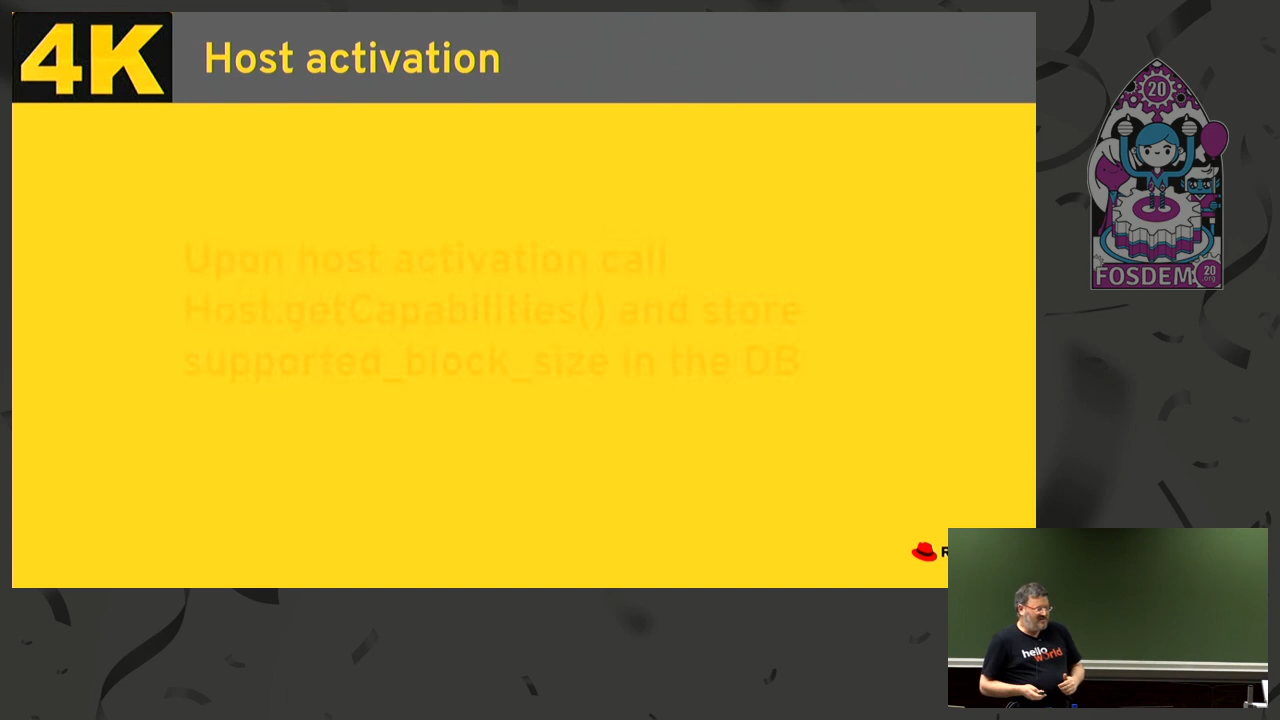 4K
Host activation
Upon host activation call
Host.getCapabilities() and store
supported_block_size in the DB
R
20
FOSDEM
20
.org
hello
world